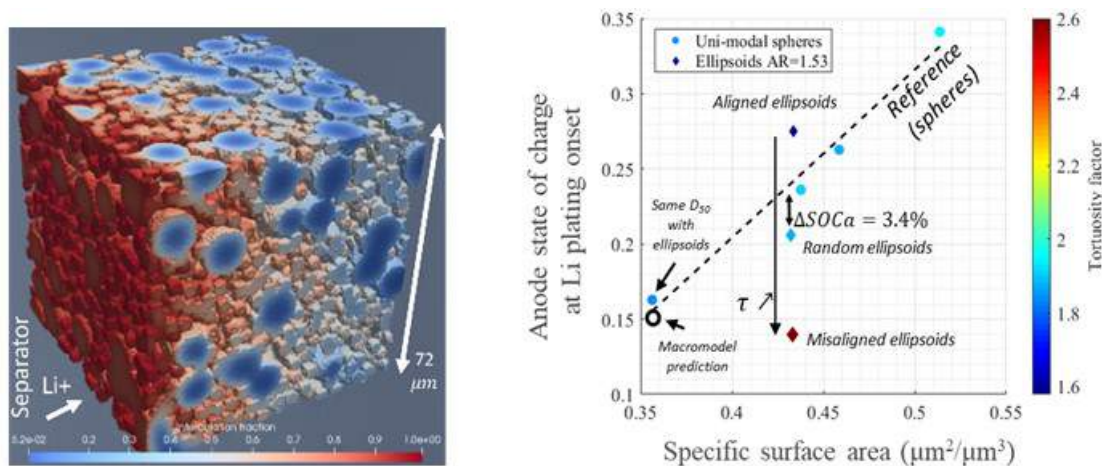 Separator
Li+
72
μm
Intercalation fraction
5.2e-02 0.2 0.3 0.4 0.5 0.6 0.7 0.8 0.9 1.0e+00
Anode state of charge
at Li plating onset
0.35
0.3
0.25
0.2
0.15
0.1
Uni-modal spheres
Ellipsoids AR=1.53
Aligned ellipsoids
Reference
(spheres)
Same D50
with
ellipsoids
ΔSOCa = 3.4%
Random ellipsoids
τ ↗
Misaligned ellipsoids
Macromodel
prediction
0.35 0.4 0.45 0.5 0.55
Specific surface area (μm²/μm³)
2.6
2.4
2.2
2
1.8
1.6
Tortuosity factor